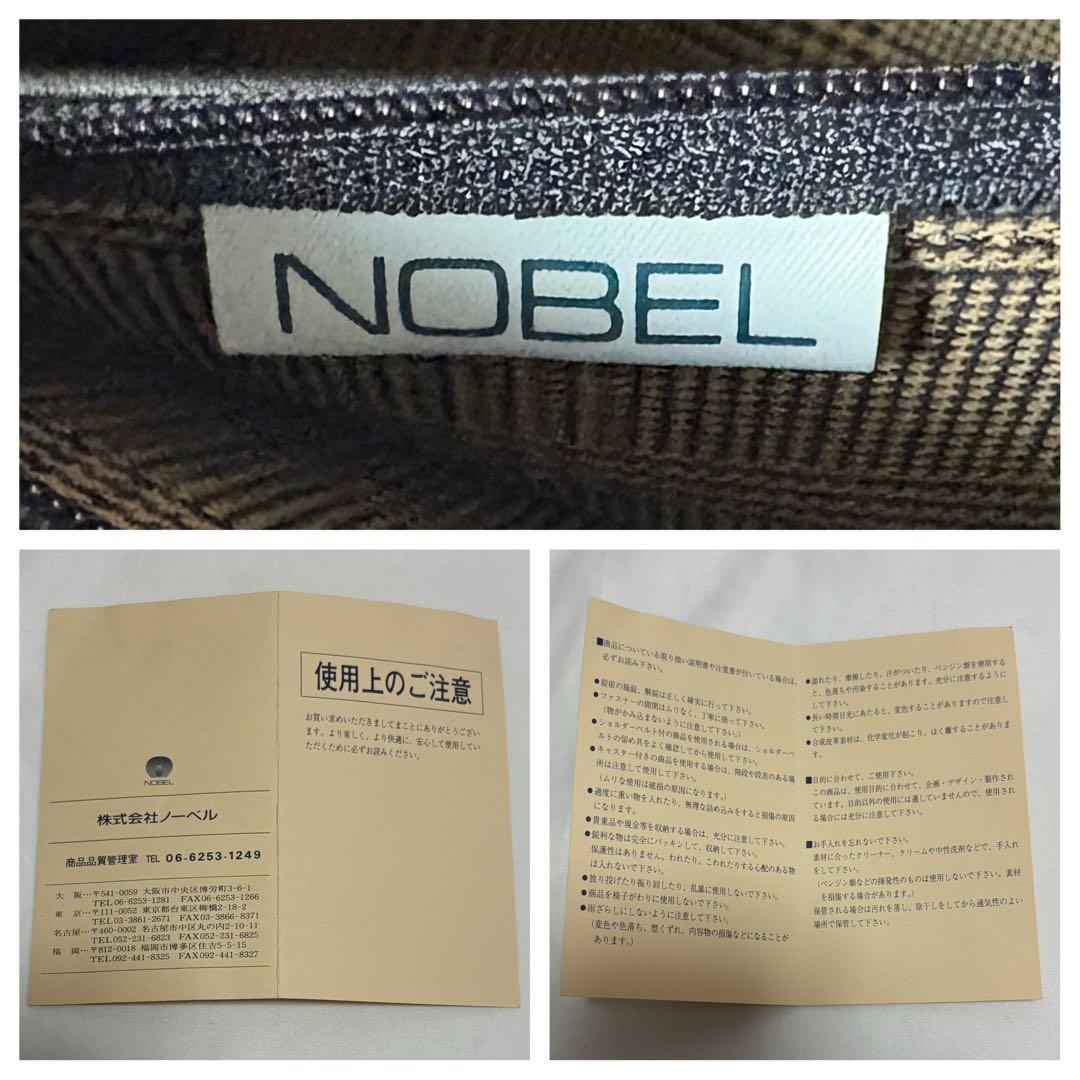 NOBEL
NOBEL
株式会社ノーベル
商品品質管理室 TEL 06-6253-1249
大　阪…〒541-0059 大阪市中央区博労町3-6-1
TEL06-6253-1281 FAX06-6253-1266
東　京…〒111-0052 東京都台東区柳橋2-18-2
TEL03-3861-2671 FAX03-3866-8371
名古屋…〒460-0002 名古屋市中区丸の内2-10-11
TEL052-231-6823 FAX052-231-6825
福　岡…〒812-0018 福岡市博多区住吉5-5-15
TEL092-441-8325 FAX092-441-8327
使用上のご注意
お買い求めいただきましてまことにありがとうござい
ます。より楽しく、より快適に、安心して使用してい
ただくために必ずお読みください。
■商品についている取り扱い説明書や注意書が付いている場合は、
必ずお読み下さい。
●錠前の施錠、解錠は正しく確実に行って下さい。
●ファスナーの開閉はムリなく、丁寧に扱って下さい。
(物がかみ込まないように注意して下さい。)
●ショルダーベルト付の商品を使用される場合は、ショルダーベ
ルトの留め具をよく確認してから使用して下さい。
●キャスター付きの商品を使用する場合は、階段や段差のある場
所は注意して使用して下さい。
(ムリな使用は破損の原因になります。)
●過度に重い物を入れたり、無理な詰め込みをすると損傷の原因
になります。
●貴重品や現金等を収納する場合は、充分に注意して下さい。
●鋭利な物は完全にパッキンして、収納して下さい。
保護性はありません。われたり、こわれたりする心配のある物
は入れないで下さい。
●放り投げたり振り回したり、乱暴に使用しないで下さい。
●商品を椅子がわりに使用しないで下さい。
●雨ざらしにしないように注意して下さい。
(変色や色落ち、型くずれ、内容物の損傷などになることが
あります。)
●濡れたり、摩擦したり、汗がついたり、ベンジン類を使用する
と、色落ちや汚染することがあります。充分に注意するように
して下さい。
●長い時間日光にあたると、変色することがありますので注意し
て下さい。
●合成皮革素材は、化学変化が起こり、はく離することがありま
す。
■目的に合わせて、ご使用下さい。
この商品は、使用目的に合わせて、企画・デザイン・製作され
ています。目的以外の使用には適していませんので、使用され
る場合には充分に注意して下さい。
■お手入れを忘れないで下さい。
素材に合ったクリーナー、クリームや中性洗剤などで、手入れ
をして下さい。
(ベンジン類などの揮発性のものは使用しないで下さい。素材
を損傷する場合があります。)
保管される場合は汚れを落し、陰干しをしてから通気性のよい
場所で保管して下さい。